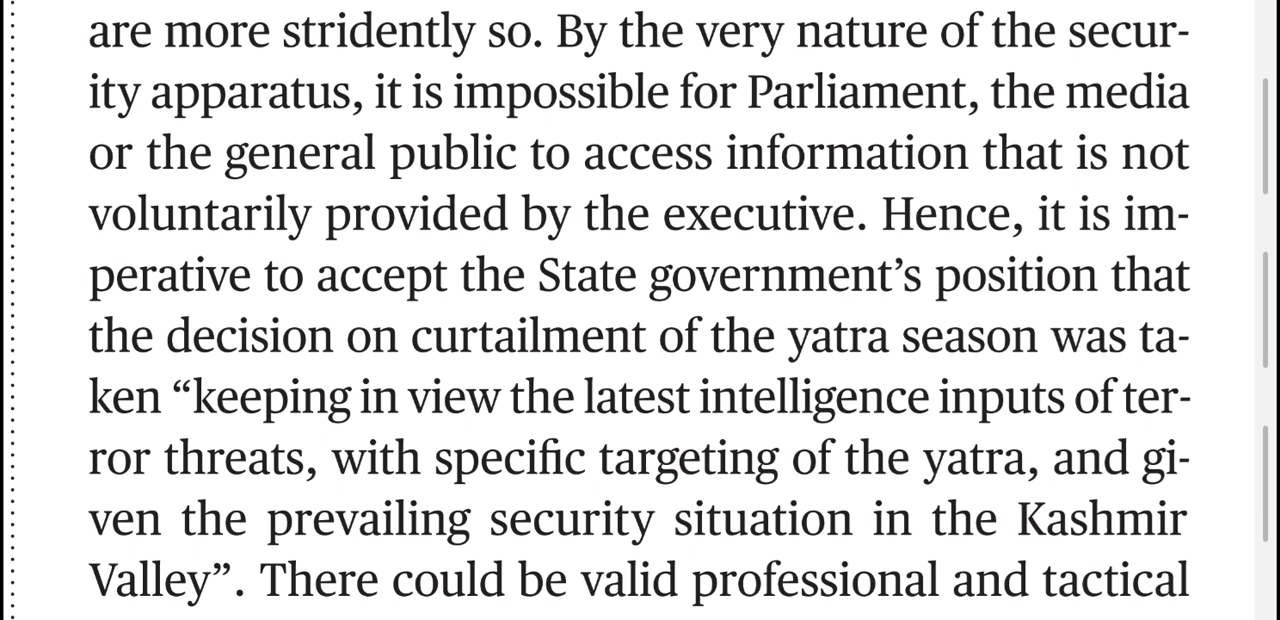 are more stridently so. By the very nature of the secur-
ity apparatus, it is impossible for Parliament, the media
or the general public to access information that is not
voluntarily provided by the executive. Hence, it is im-
perative to accept the State government’s position that
the decision on curtailment of the yatra season was ta-
ken “keeping in view the latest intelligence inputs of ter-
ror threats, with specific targeting of the yatra, and gi-
ven the prevailing security situation in the Kashmir
Valley”. There could be valid professional and tactical